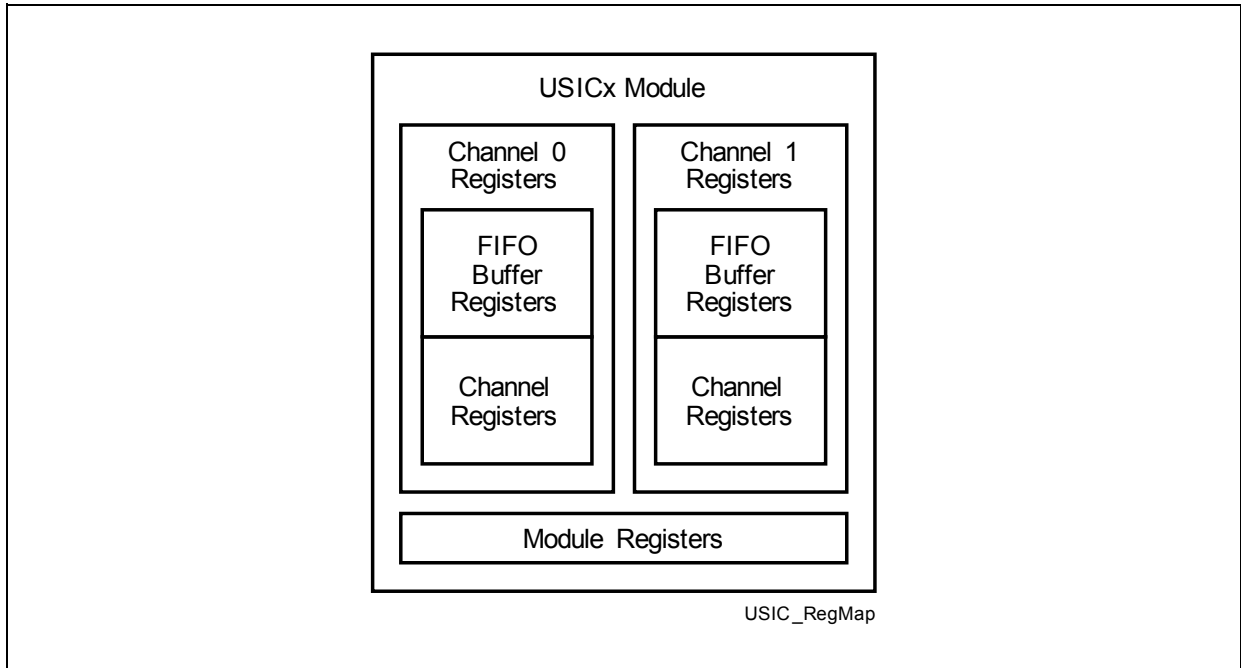 USICx Module
Channel 0
Registers
FIFO
Buffer
Registers
Channel
Registers
Channel 1
Registers
FIFO
Buffer
Registers
Channel
Registers
Module Registers
USIC_RegMap